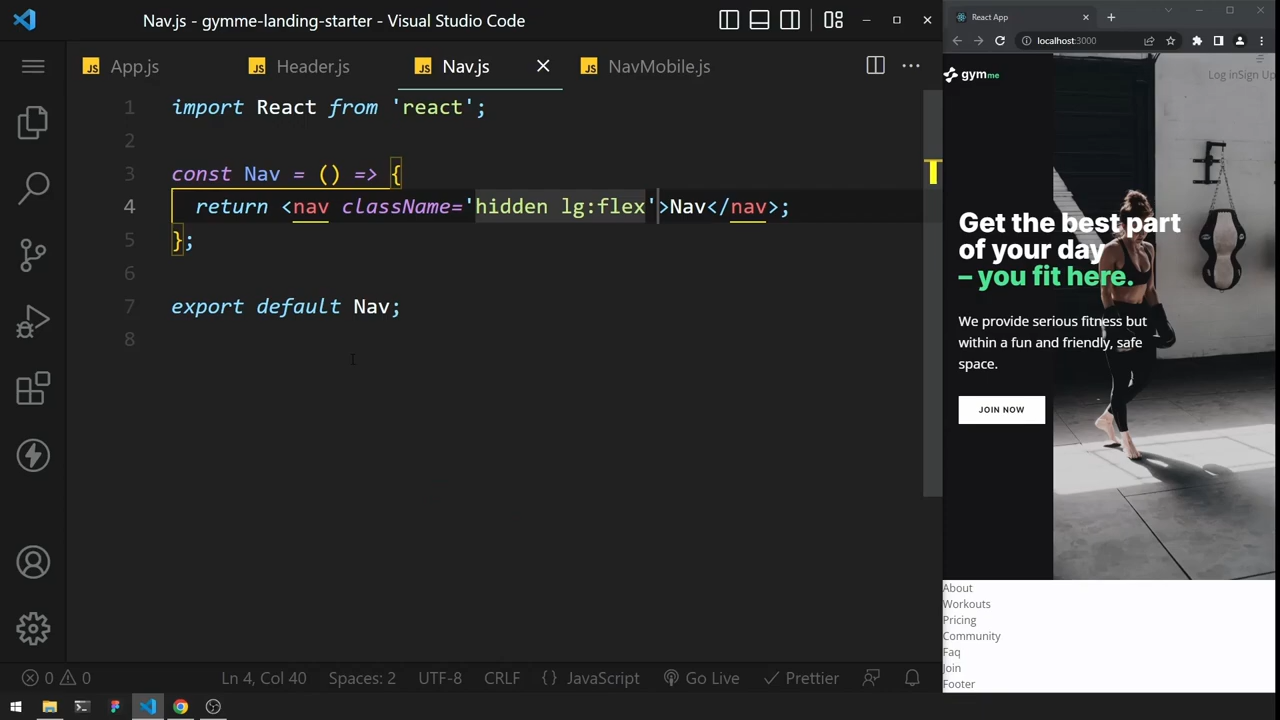 Nav.js - gymme-landing-starter - Visual Studio Code
JS App.js
JS Header.js
JS Nav.js
JS NavMobile.js
1 import React from 'react';
2
3 const Nav = () => {
4 return <nav className='hidden lg:flex'>Nav</nav>;
5 };
6
7 export default Nav;
8
0 0
Ln 4, Col 40
Spaces: 2
UTF-8
CRLF
{} JavaScript
Go Live
Prettier
React App
localhost:3000
gymme
Log inSign Up
Get the best part
of your day
– you fit here.
We provide serious fitness but
within a fun and friendly, safe
space.
JOIN NOW
About
Workouts
Pricing
Community
Faq
Join
Footer